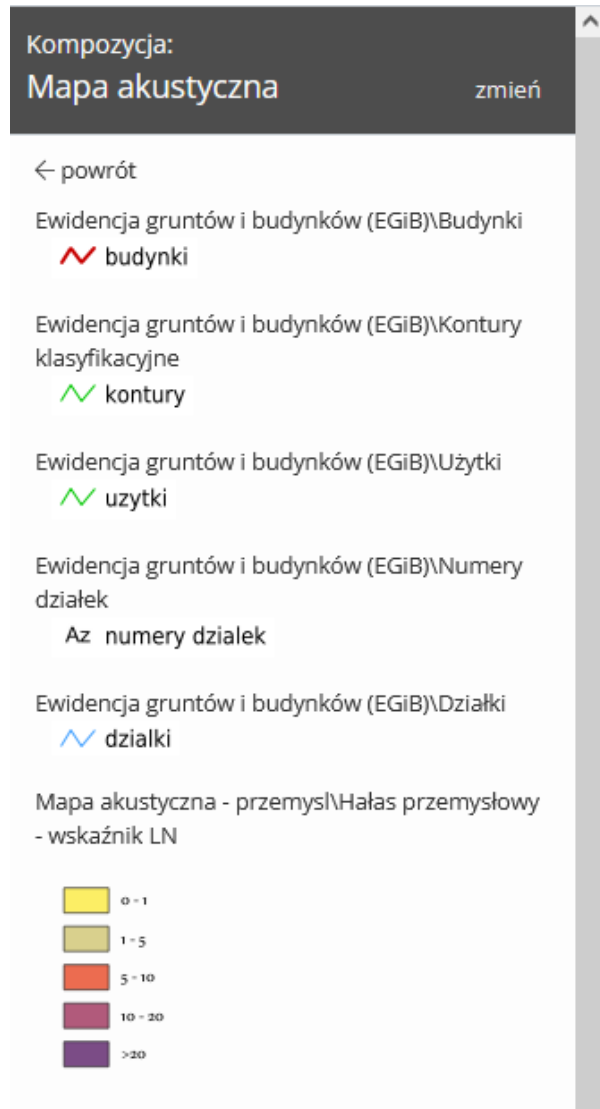 Kompozycja:
Mapa akustyczna zmień
← powrót
Ewidencja gruntów i budynków (EGiB)\Budynki
budynki
Ewidencja gruntów i budynków (EGiB)\Kontury
klasyfikacyjne
kontury
Ewidencja gruntów i budynków (EGiB)\Użytki
uzytki
Ewidencja gruntów i budynków (EGiB)\Numery
działek
Az numery dzialek
Ewidencja gruntów i budynków (EGiB)\Działki
dzialki
Mapa akustyczna - przemysl\Hałas przemysłowy
- wskaźnik LN
0 - 1
1 - 5
5 - 10
10 - 20
>20